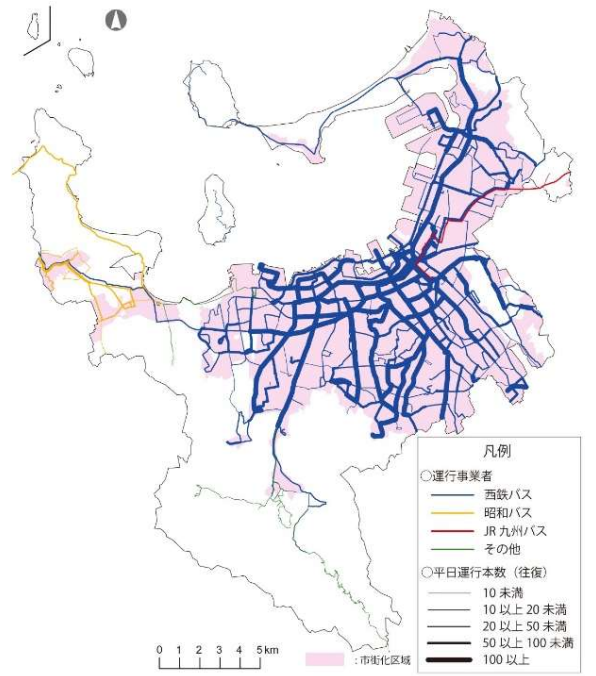 凡例
○運行事業者
西鉄バス
昭和バス
JR 九州バス
その他
○平日運行本数（往復）
10 未満
10 以上 20 未満
20 以上 50 未満
50 以上 100 未満
100 以上
0 1 2 3 4 5km
：市街化区域